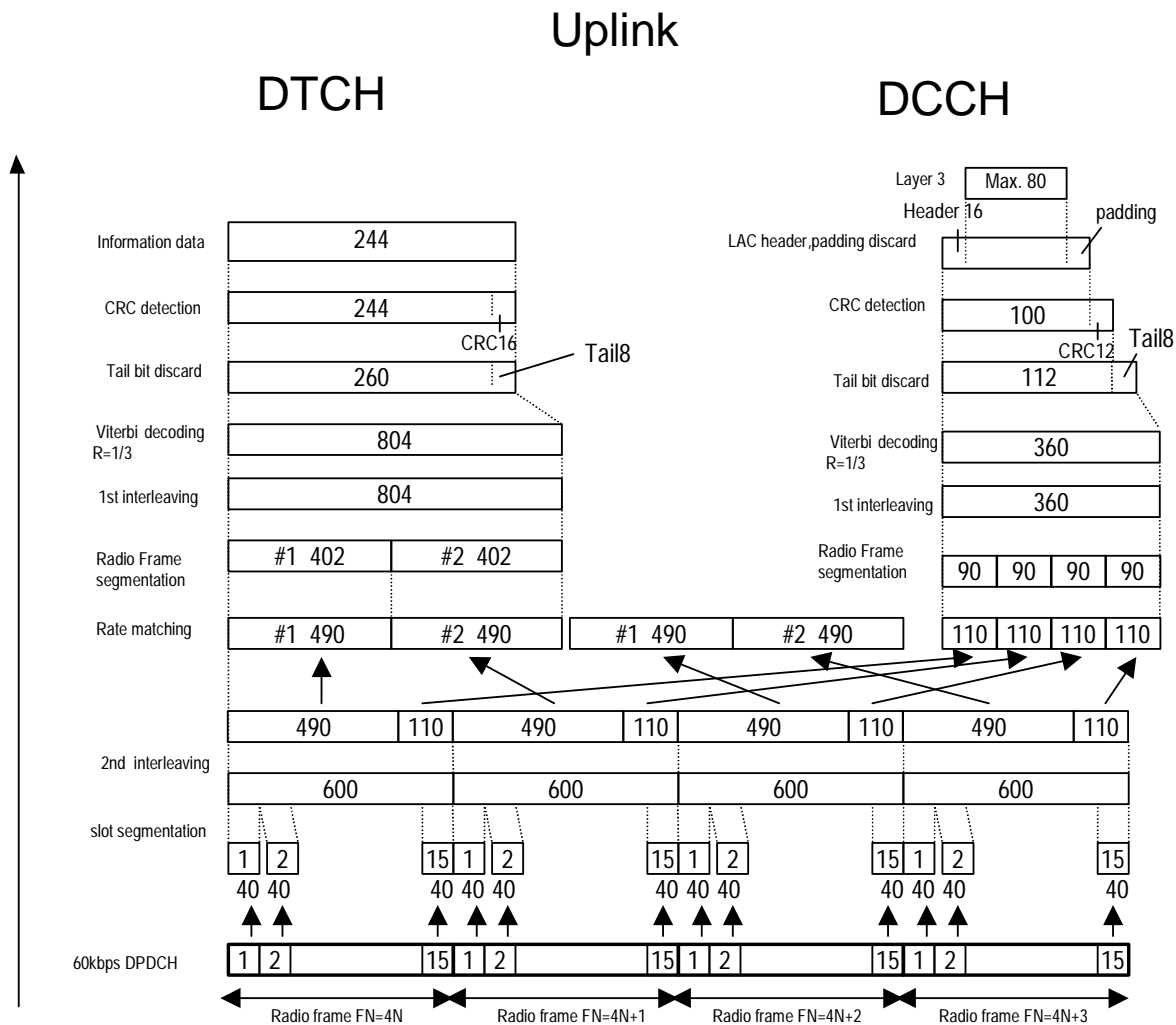 Uplink
DTCH DCCH
Layer 3 Max. 80
Header 16 padding
Information data 244 LAC header,padding discard
CRC detection 244 CRC detection 100
CRC16 Tail8 CRC12 Tail8
Tail bit discard 260 Tail bit discard 112
Viterbi decoding
R=1/3 804 Viterbi decoding
R=1/3 360
1st interleaving 804 1st interleaving 360
Radio Frame
segmentation #1 402 #2 402 Radio Frame
segmentation 90 90 90 90
Rate matching #1 490 #2 490 #1 490 #2 490 110 110 110 110
490 110 490 110 490 110 490 110
2nd interleaving
600 600 600 600
slot segmentation
1 2 15 1 2 15 1 2 15 1 2 15
40 40 40 40 40 40 40 40 40 40 40 40
60kbps DPDCH 1 2 15 1 2 15 1 2 15 1 2 15
Radio frame FN=4N Radio frame FN=4N+1 Radio frame FN=4N+2 Radio frame FN=4N+3